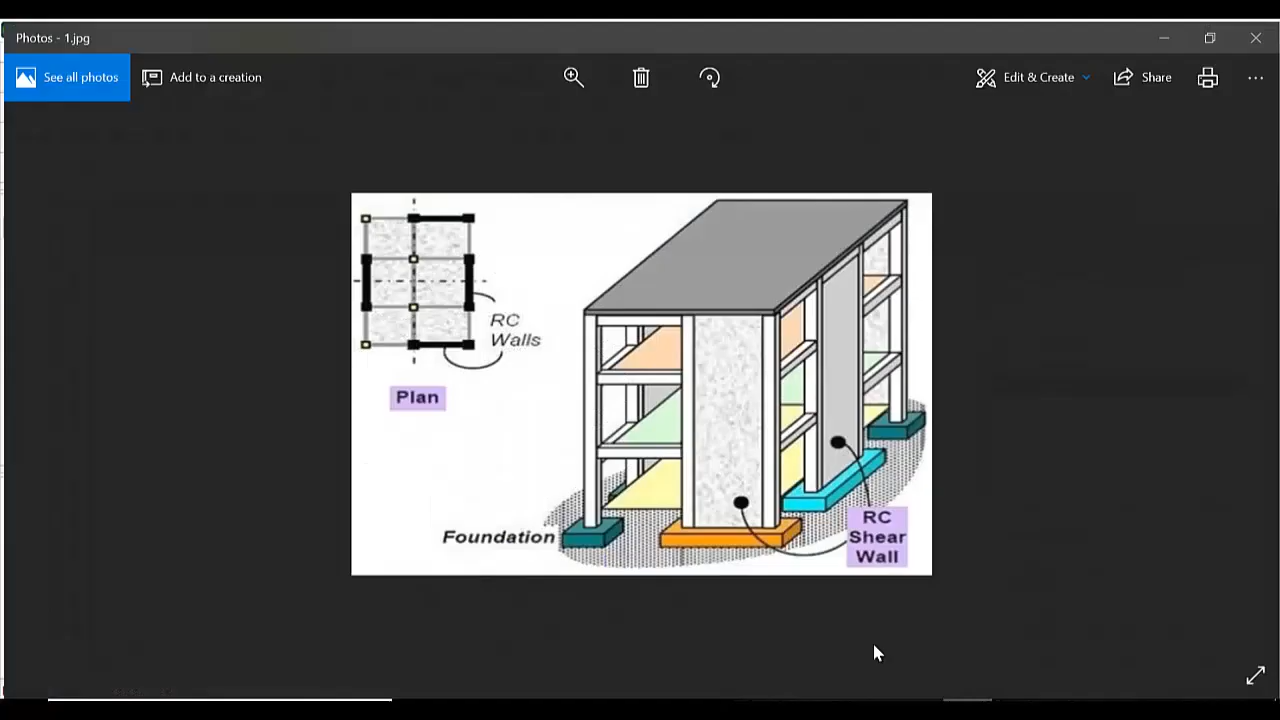 Photos - 1.jpg
See all photos
Add to a creation
Edit & Create
Share
RC
Walls
Plan
Foundation
RC
Shear
Wall